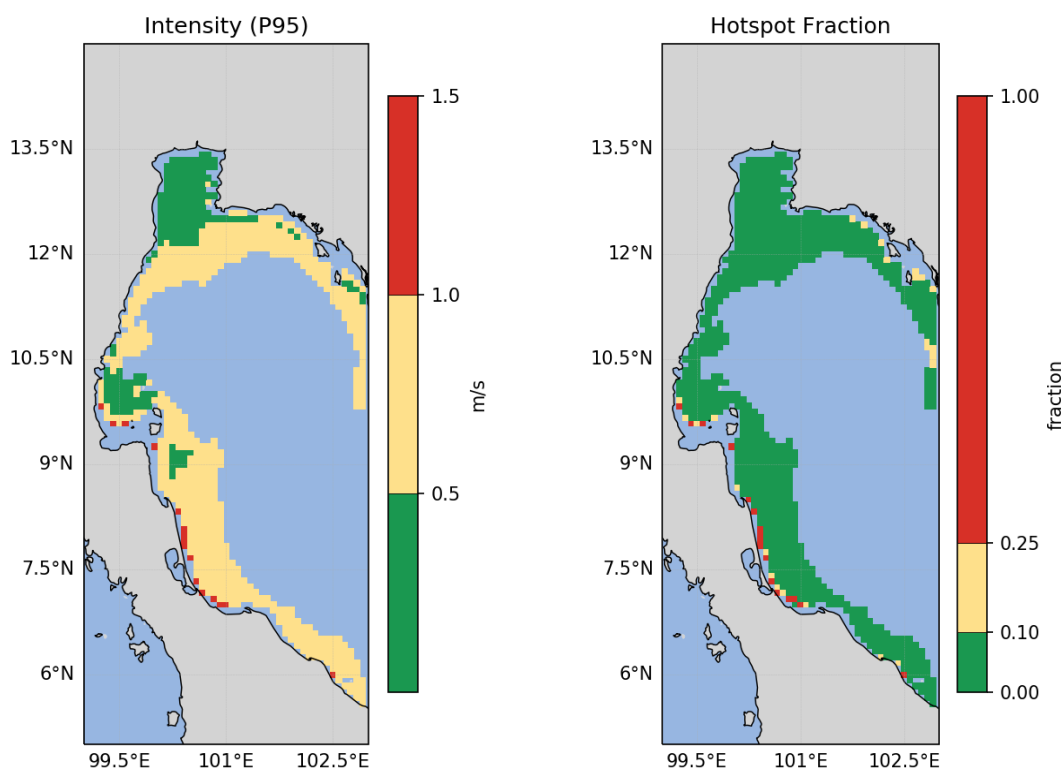 Intensity (P95)
Hotspot Fraction
13.5°N
12°N
10.5°N
9°N
7.5°N
6°N
99.5°E
101°E
102.5°E
1.5
1.0
0.5
m/s
13.5°N
12°N
10.5°N
9°N
7.5°N
6°N
99.5°E
101°E
102.5°E
1.00
0.25
0.10
0.00
fraction